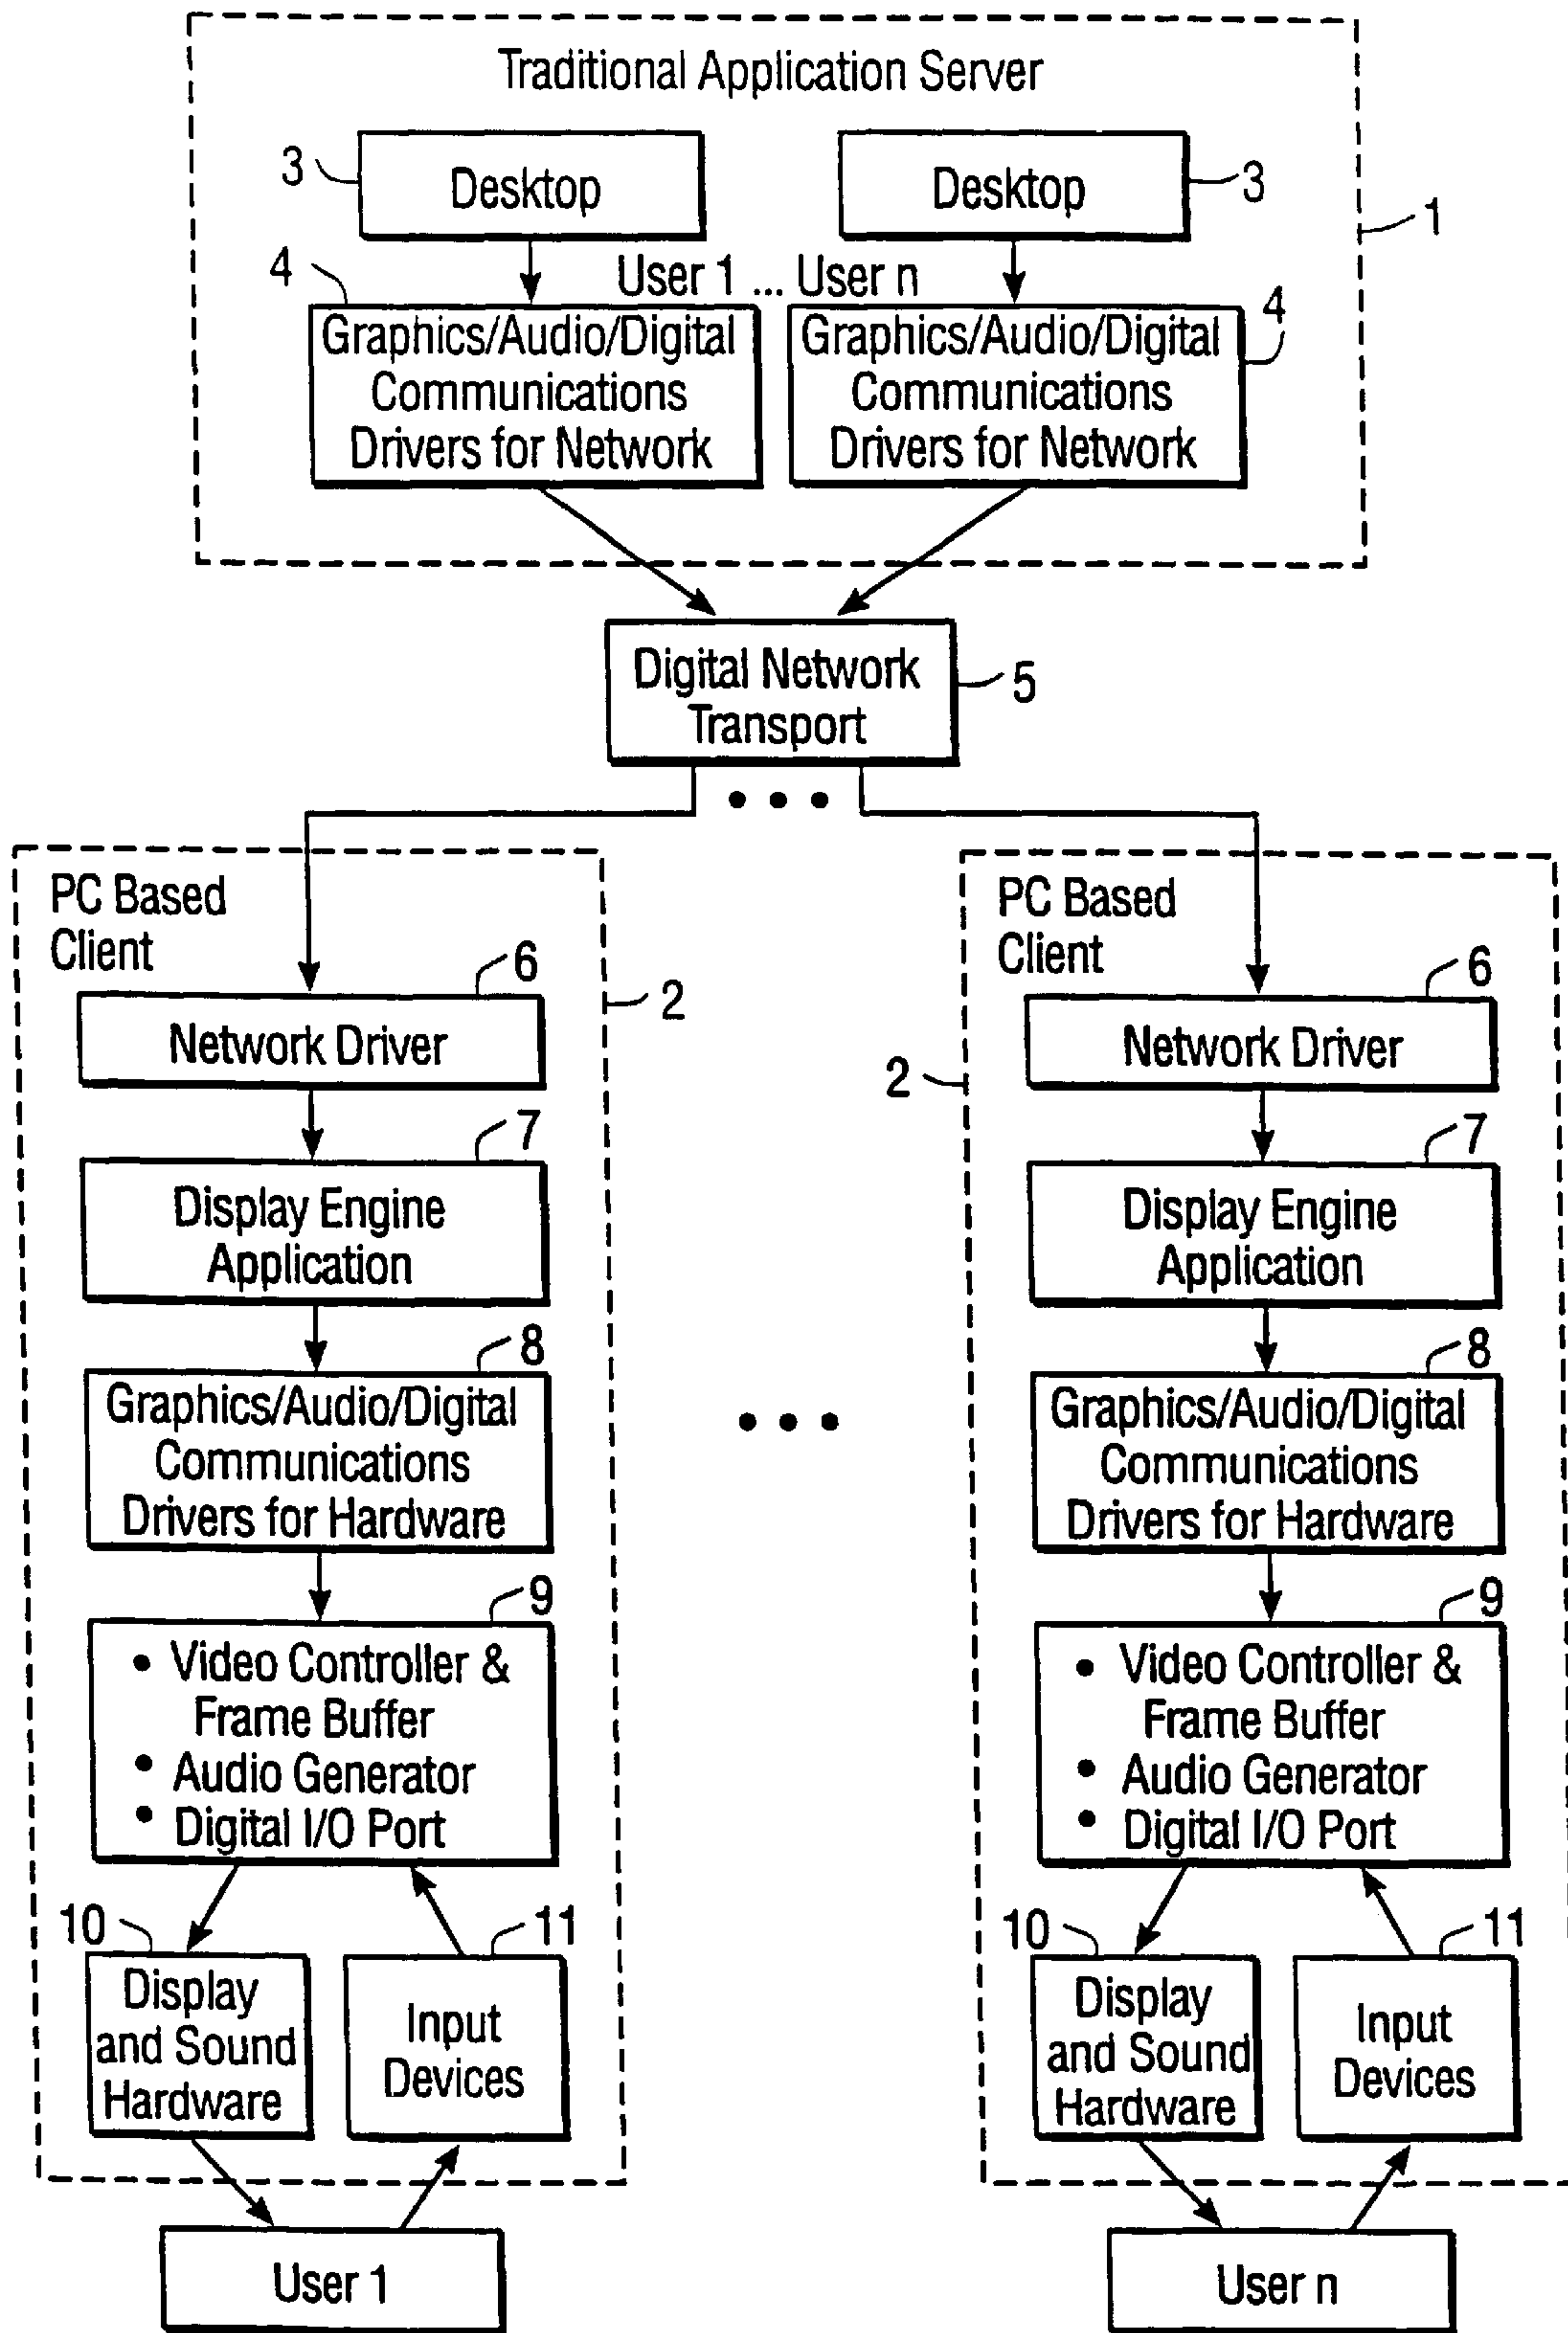 Traditional Application Server
3
Desktop
Desktop
3
1
4
User 1 ... User n
4
Graphics/Audio/Digital
Communications
Drivers for Network
Graphics/Audio/Digital
Communications
Drivers for Network
Digital Network
Transport
5
PC Based
Client
6
Network Driver
2
7
Display Engine
Application
8
Graphics/Audio/Digital
Communications
Drivers for Hardware
9
• Video Controller &
Frame Buffer
• Audio Generator
• Digital I/O Port
10
Display
and Sound
Hardware
11
Input
Devices
User 1
PC Based
Client
6
Network Driver
2
7
Display Engine
Application
8
Graphics/Audio/Digital
Communications
Drivers for Hardware
9
• Video Controller &
Frame Buffer
• Audio Generator
• Digital I/O Port
10
Display
and Sound
Hardware
11
Input
Devices
User n